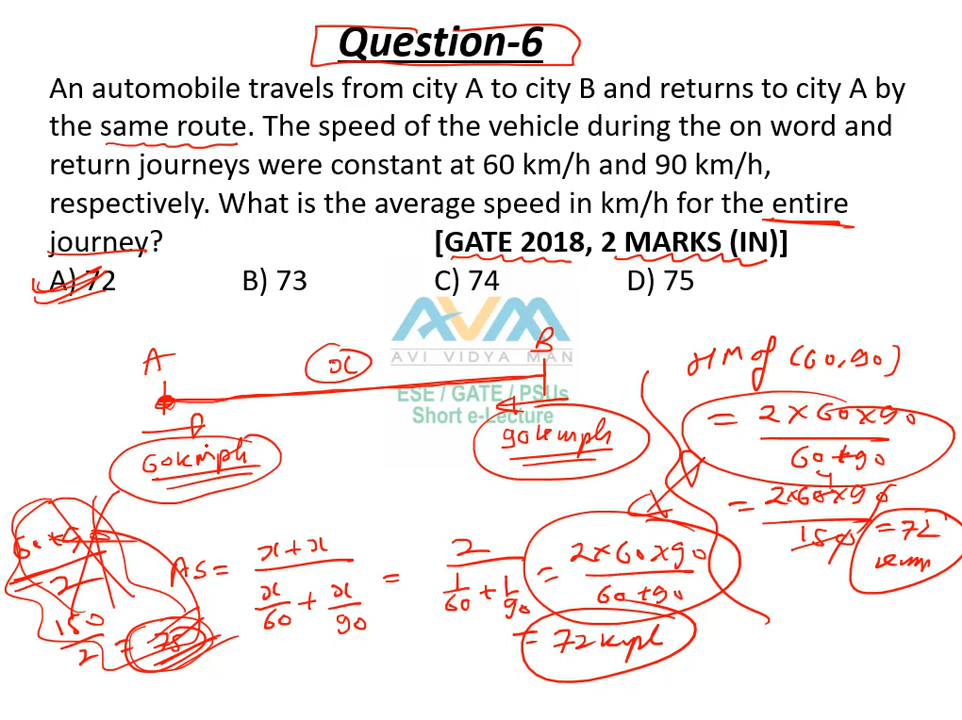 Question-6
An automobile travels from city A to city B and returns to city A by
the same route. The speed of the vehicle during the on word and
return journeys were constant at 60 km/h and 90 km/h,
respectively. What is the average speed in km/h for the entire
journey? [GATE 2018, 2 MARKS (IN)]
A) 72 B) 73 C) 74 D) 75
AVM
AVI VIDYA MAN
ESE / GATE / PSUs
Short e-Lecture
A x B
60kmph
90kmph
HM of (60,90)
= 2×60×90 / 60+90
= 2×60×90 / 150 = 72
60+90 / 2
150 / 2 = 75
AS = x+x / x/60 + x/90 = 2 / 1/60 + 1/90 = 2×60×90 / 60+90
= 72 kmph